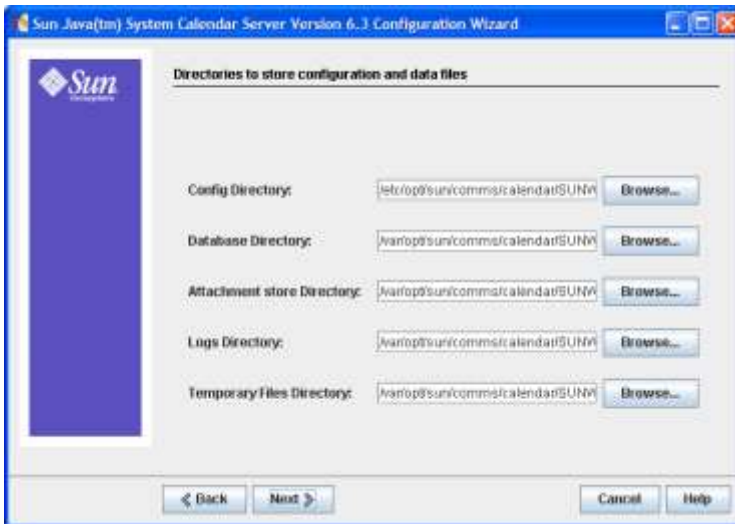 Sun Java(tm) System Calendar Server Version 6.3 Configuration Wizard
Sun
Directories to store configuration and data files
Config Directory: /etc/opt/sun/comms/calendar/SUNW Browse...
Database Directory: /var/opt/sun/comms/calendar/SUNW Browse...
Attachment store Directory: /var/opt/sun/comms/calendar/SUNW Browse...
Logs Directory: /var/opt/sun/comms/calendar/SUNW Browse...
Temporary Files Directory: /var/opt/sun/comms/calendar/SUNW Browse...
Back Next Cancel Help